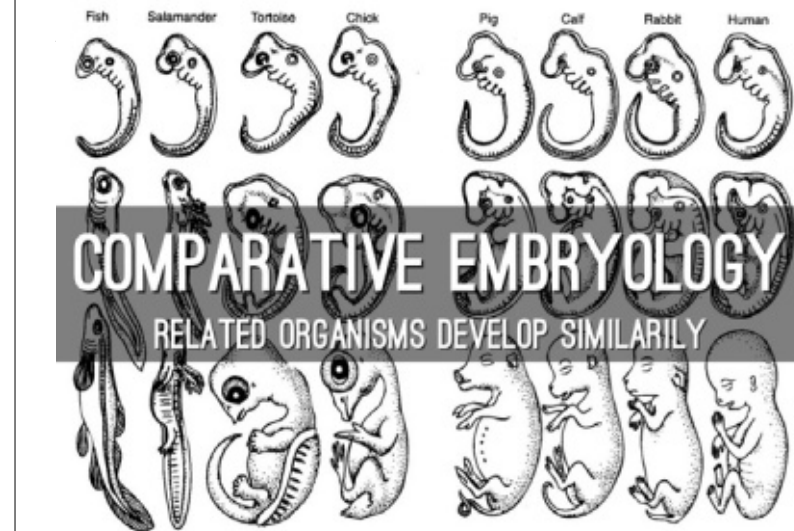 Fish Salamander Tortoise Chick Pig Calf Rabbit Human
COMPARATIVE EMBRYOLOGY
RELATED ORGANISMS DEVELOP SIMILARILY